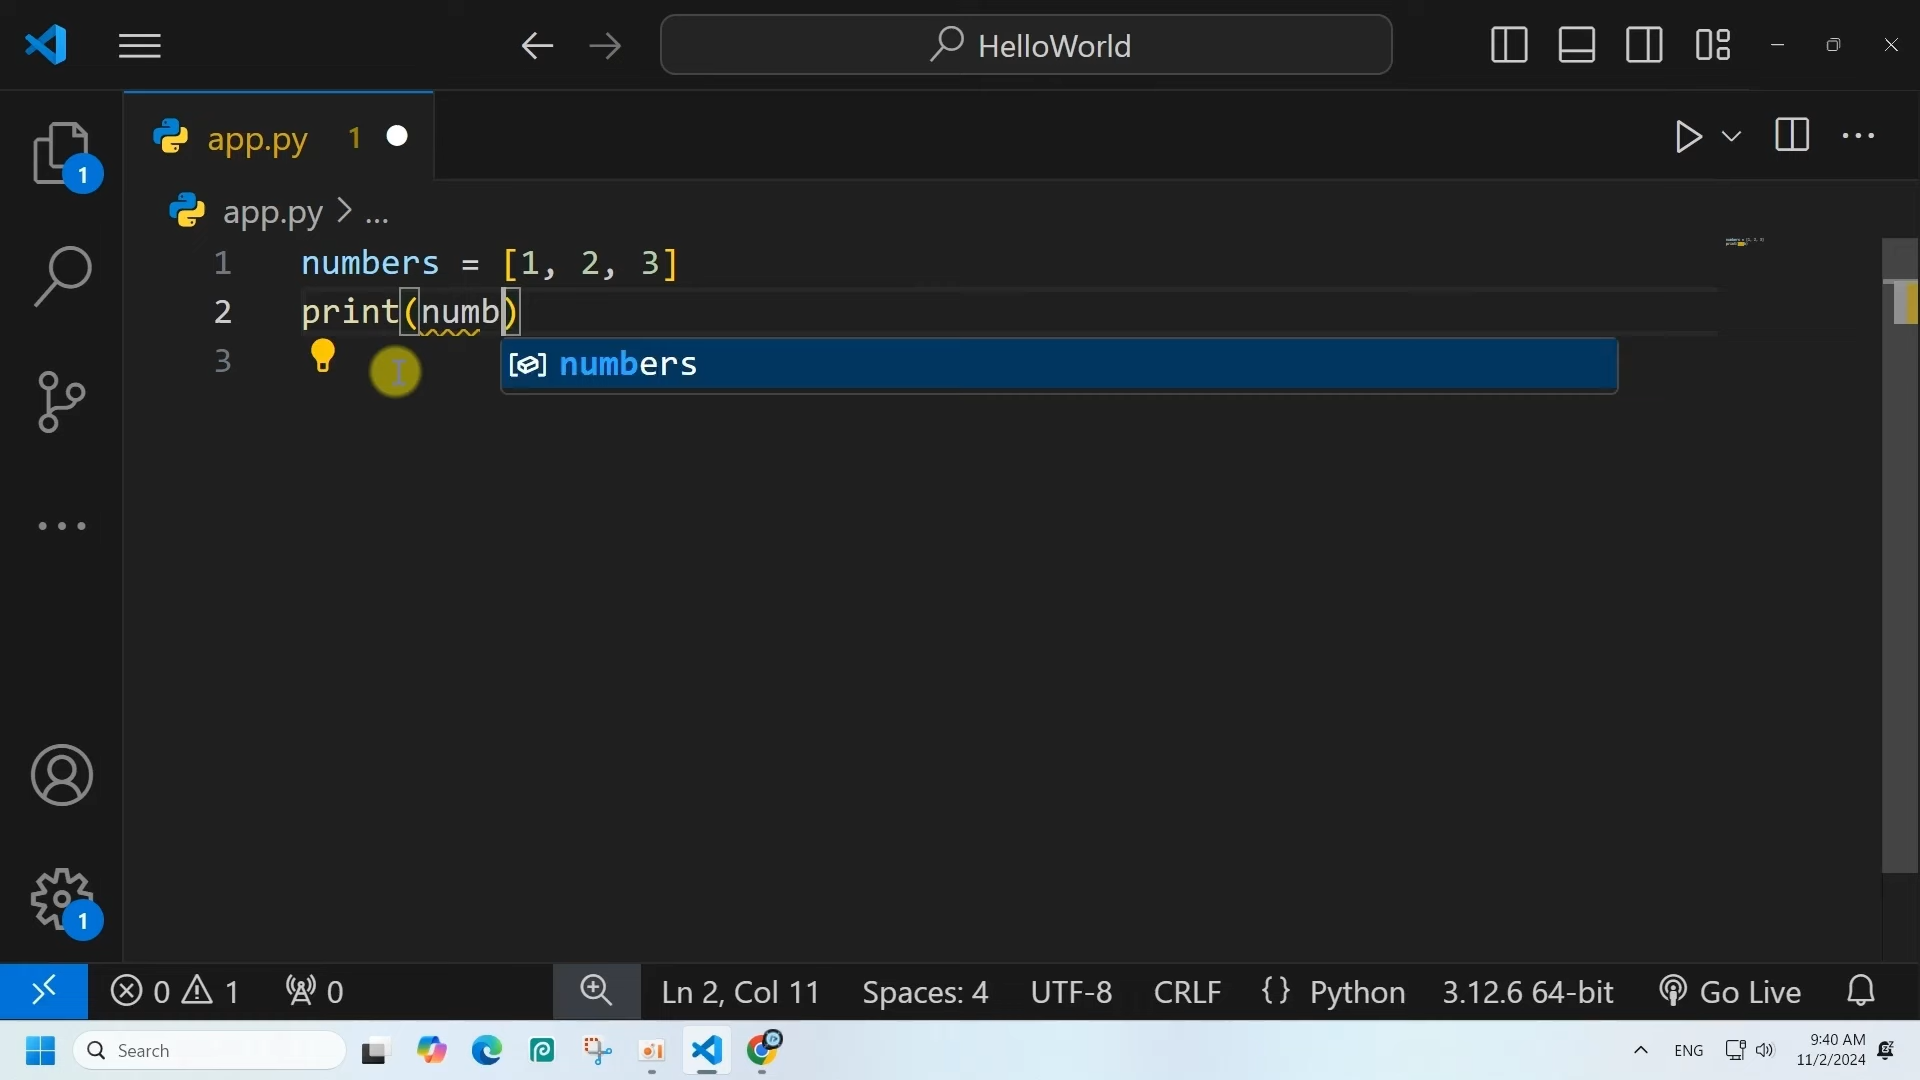 HelloWorld
app.py 1
1
app.py > ...
1 numbers = [1, 2, 3]
2 print(numb)
3
numbers
1
0 1 0 Ln 2, Col 11 Spaces: 4 UTF-8 CRLF {} Python 3.12.6 64-bit Go Live
Search ENG 9:40 AM
11/2/2024